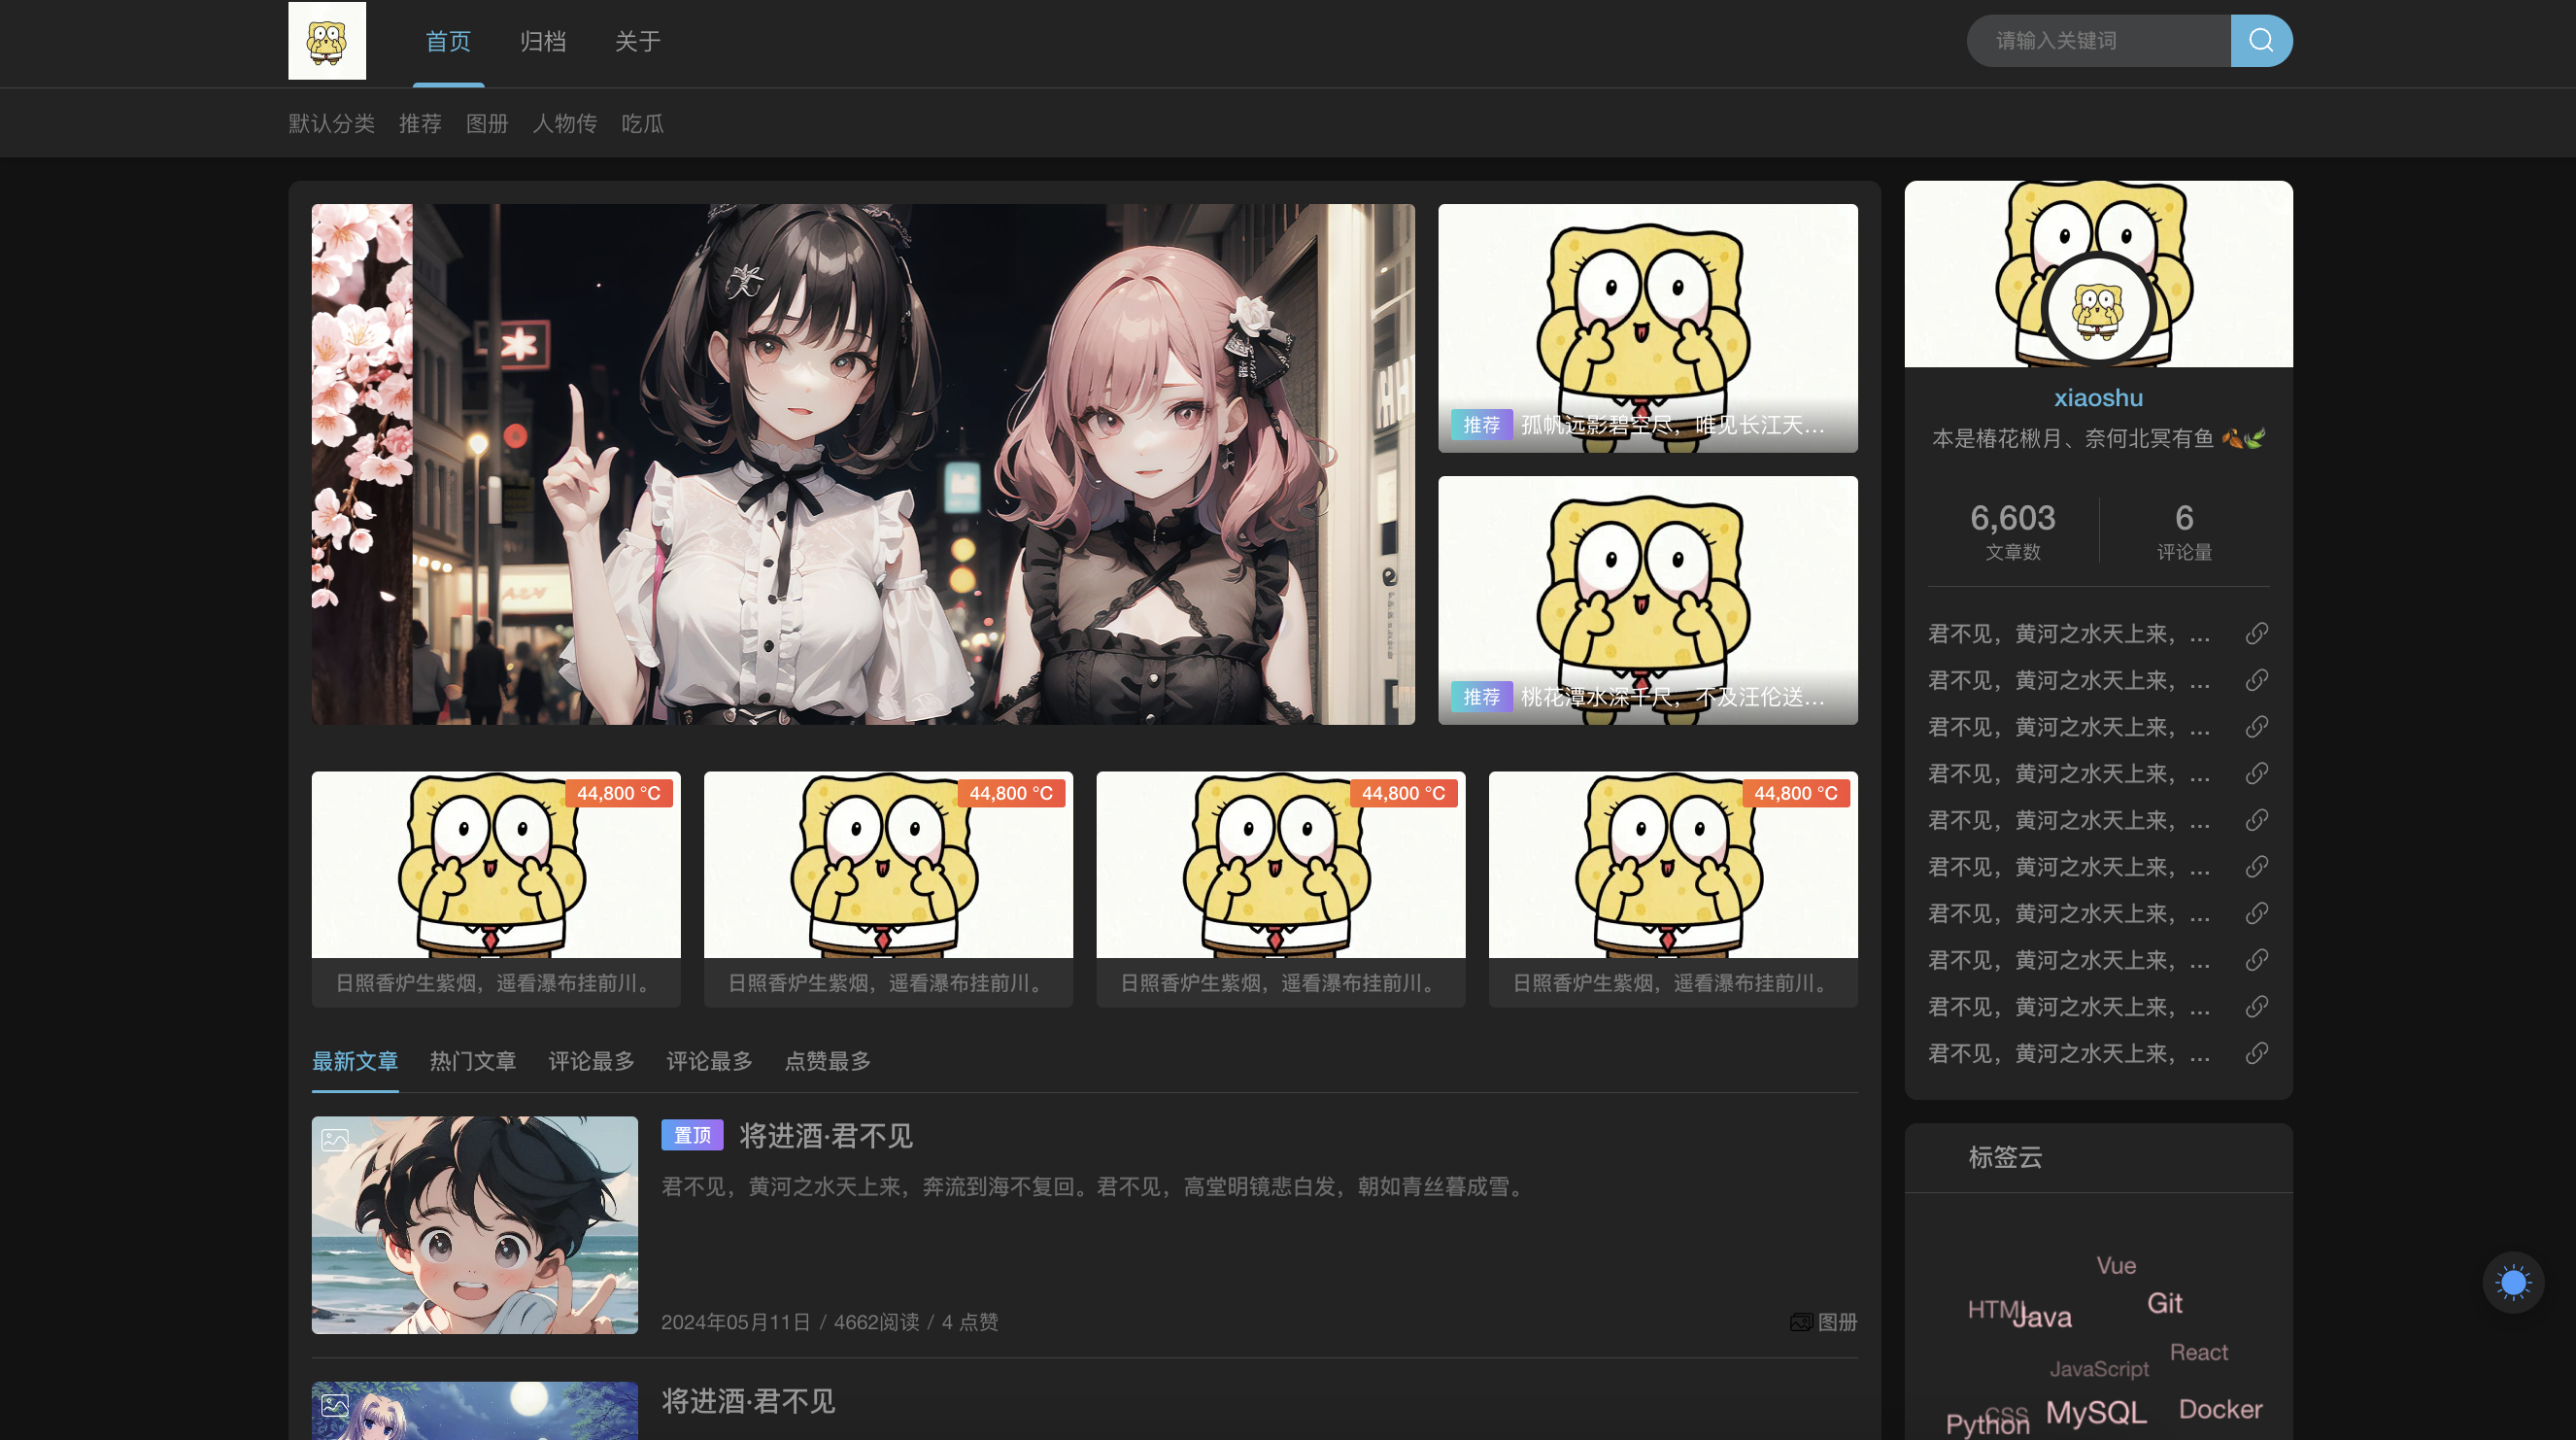 首页 归档 关于
请输入关键词
默认分类 推荐 图册 人物传 吃瓜
推荐 孤帆远影碧空尽，唯见长江天...
推荐 桃花潭水深千尺，不及汪伦送...
44,800 °C
日照香炉生紫烟，遥看瀑布挂前川。
44,800 °C
日照香炉生紫烟，遥看瀑布挂前川。
44,800 °C
日照香炉生紫烟，遥看瀑布挂前川。
44,800 °C
日照香炉生紫烟，遥看瀑布挂前川。
最新文章 热门文章 评论最多 评论最多 点赞最多
置顶 将进酒·君不见
君不见，黄河之水天上来，奔流到海不复回。君不见，高堂明镜悲白发，朝如青丝暮成雪。
2024年05月11日 / 4662阅读 / 4 点赞
图册
将进酒·君不见
xiaoshu
本是椿花楸月、奈何北冥有鱼 🍂🌿
6,603
文章数
6
评论量
君不见，黄河之水天上来，...
君不见，黄河之水天上来，...
君不见，黄河之水天上来，...
君不见，黄河之水天上来，...
君不见，黄河之水天上来，...
君不见，黄河之水天上来，...
君不见，黄河之水天上来，...
君不见，黄河之水天上来，...
君不见，黄河之水天上来，...
君不见，黄河之水天上来，...
标签云
Vue
Git
HTML
Java
React
JavaScript
Docker
MySQL
CSS
Python